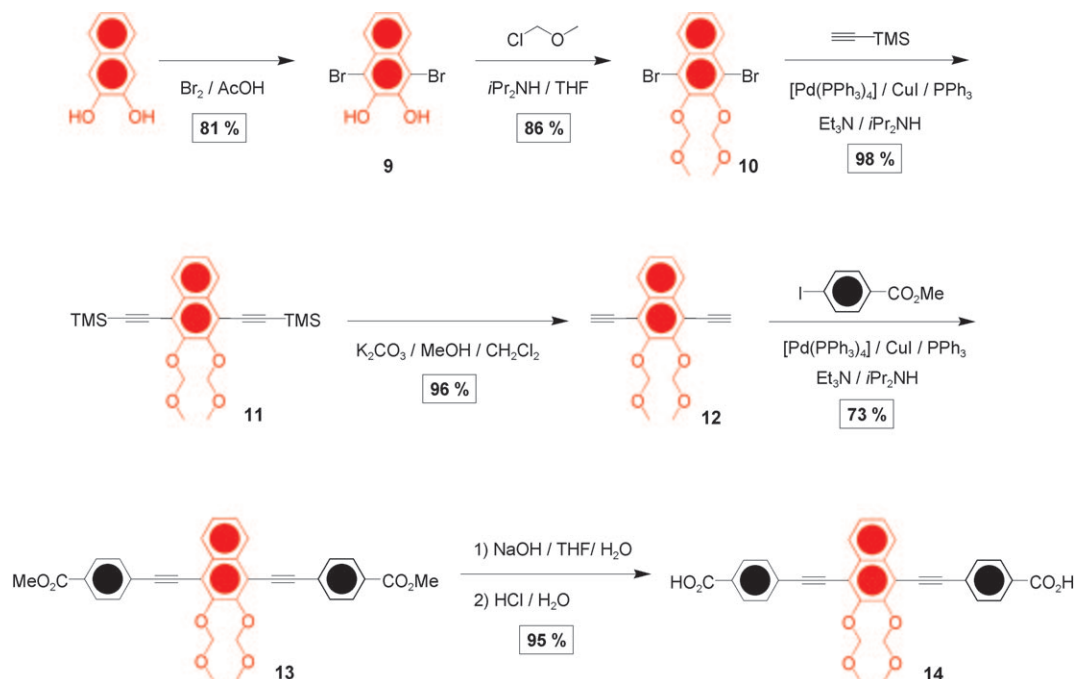 HO OH
Br₂ / AcOH
81 %
Br Br
HO OH
9
Cl O
iPr₂NH / THF
86 %
Br Br
O O
O O
10
TMS
[Pd(PPh₃)₄] / CuI / PPh₃
Et₃N / iPr₂NH
98 %
TMS TMS
O O
O O
11
K₂CO₃ / MeOH / CH₂Cl₂
96 %
O O
O O
12
I CO₂Me
[Pd(PPh₃)₄] / CuI / PPh₃
Et₃N / iPr₂NH
73 %
MeO₂C CO₂Me
O O
O O
13
1) NaOH / THF/ H₂O
2) HCl / H₂O
95 %
HO₂C CO₂H
O O
O O
14